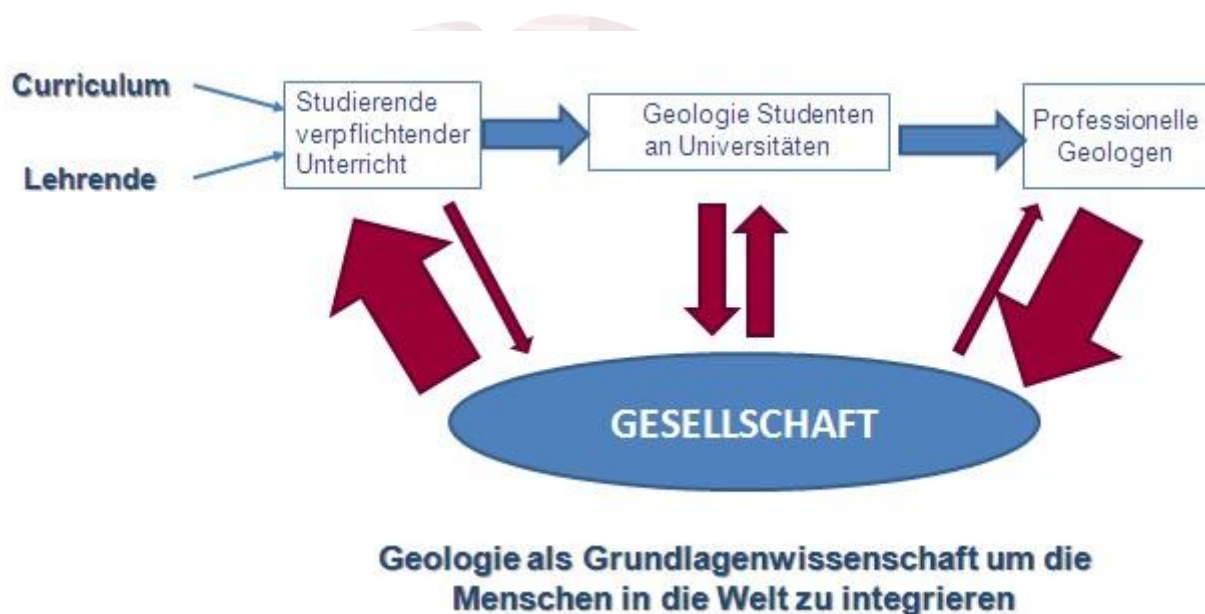 Curriculum
Lehrende
Studierende
verpflichtender
Unterricht
Geologie Studenten
an Universitäten
Professionelle
Geologen
GESELLSCHAFT
Geologie als Grundlagenwissenschaft um die
Menschen in die Welt zu integrieren